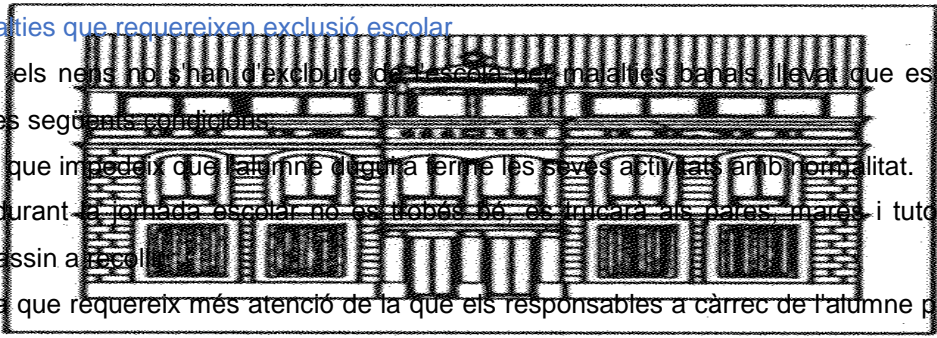 alties que requereixen exclusió escolar
els nens no s'han d'excloure de l'escola per malalties banals, llevat que es
es següents condicions
que impedeix que l'alumne dugui a terme les seves activitats amb normalitat.
durant la jornada escolar no es trobés bé, es trucarà als pares, mares i tuto
assin a recollir
a que requereix més atenció de la que els responsables a càrrec de l'alumne p